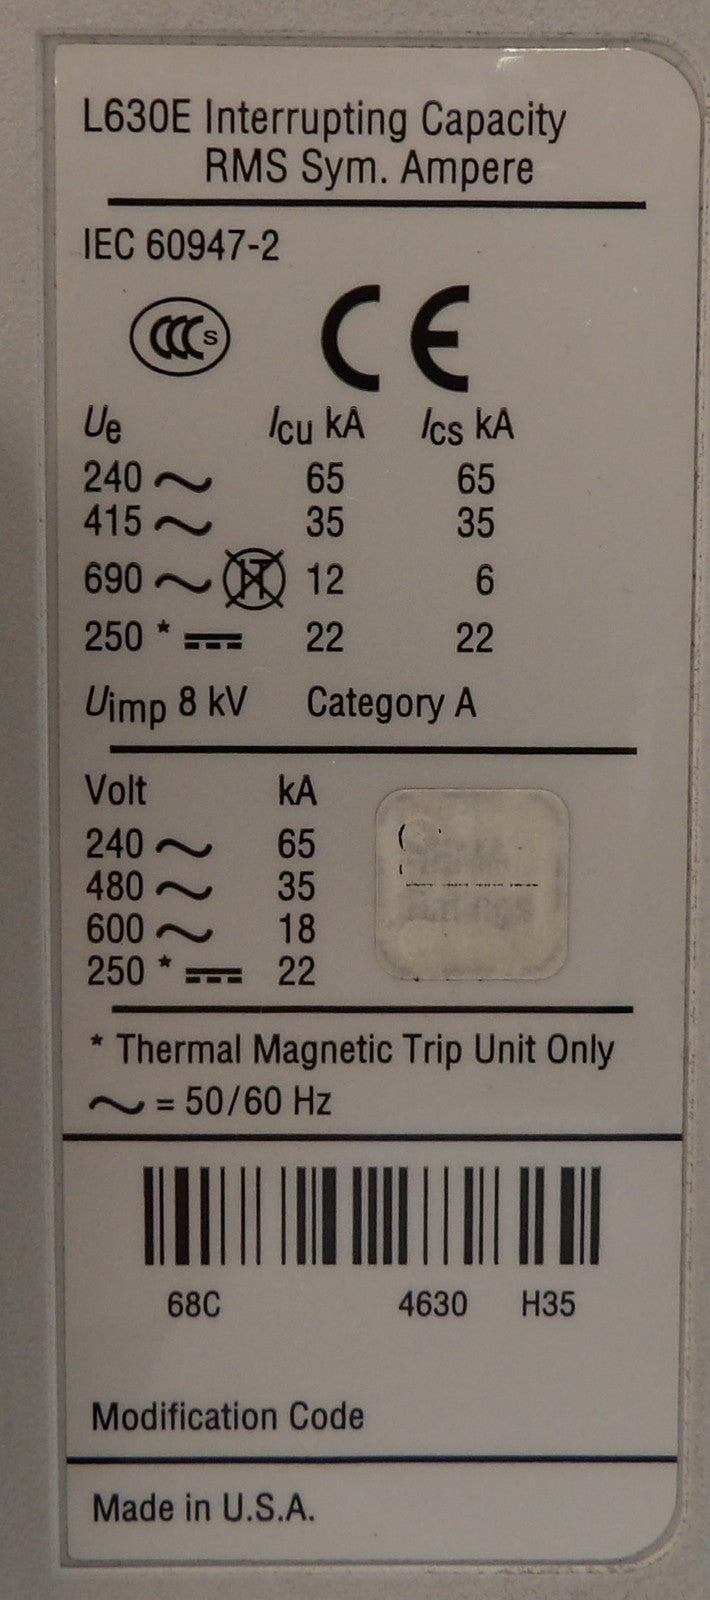 L630E Interrupting Capacity
RMS Sym. Ampere
IEC 60947-2
CCC S CE
Ue Icu kA Ics kA
240 ~ 65 65
415 ~ 35 35
690 ~ IT 12 6
250 * ⎓ 22 22
Uimp 8 kV Category A
Volt kA
240 ~ 65
480 ~ 35
600 ~ 18
250 * ⎓ 22
Ratings
* Thermal Magnetic Trip Unit Only
~ = 50/60 Hz
68C 4630 H35
Modification Code
Made in U.S.A.